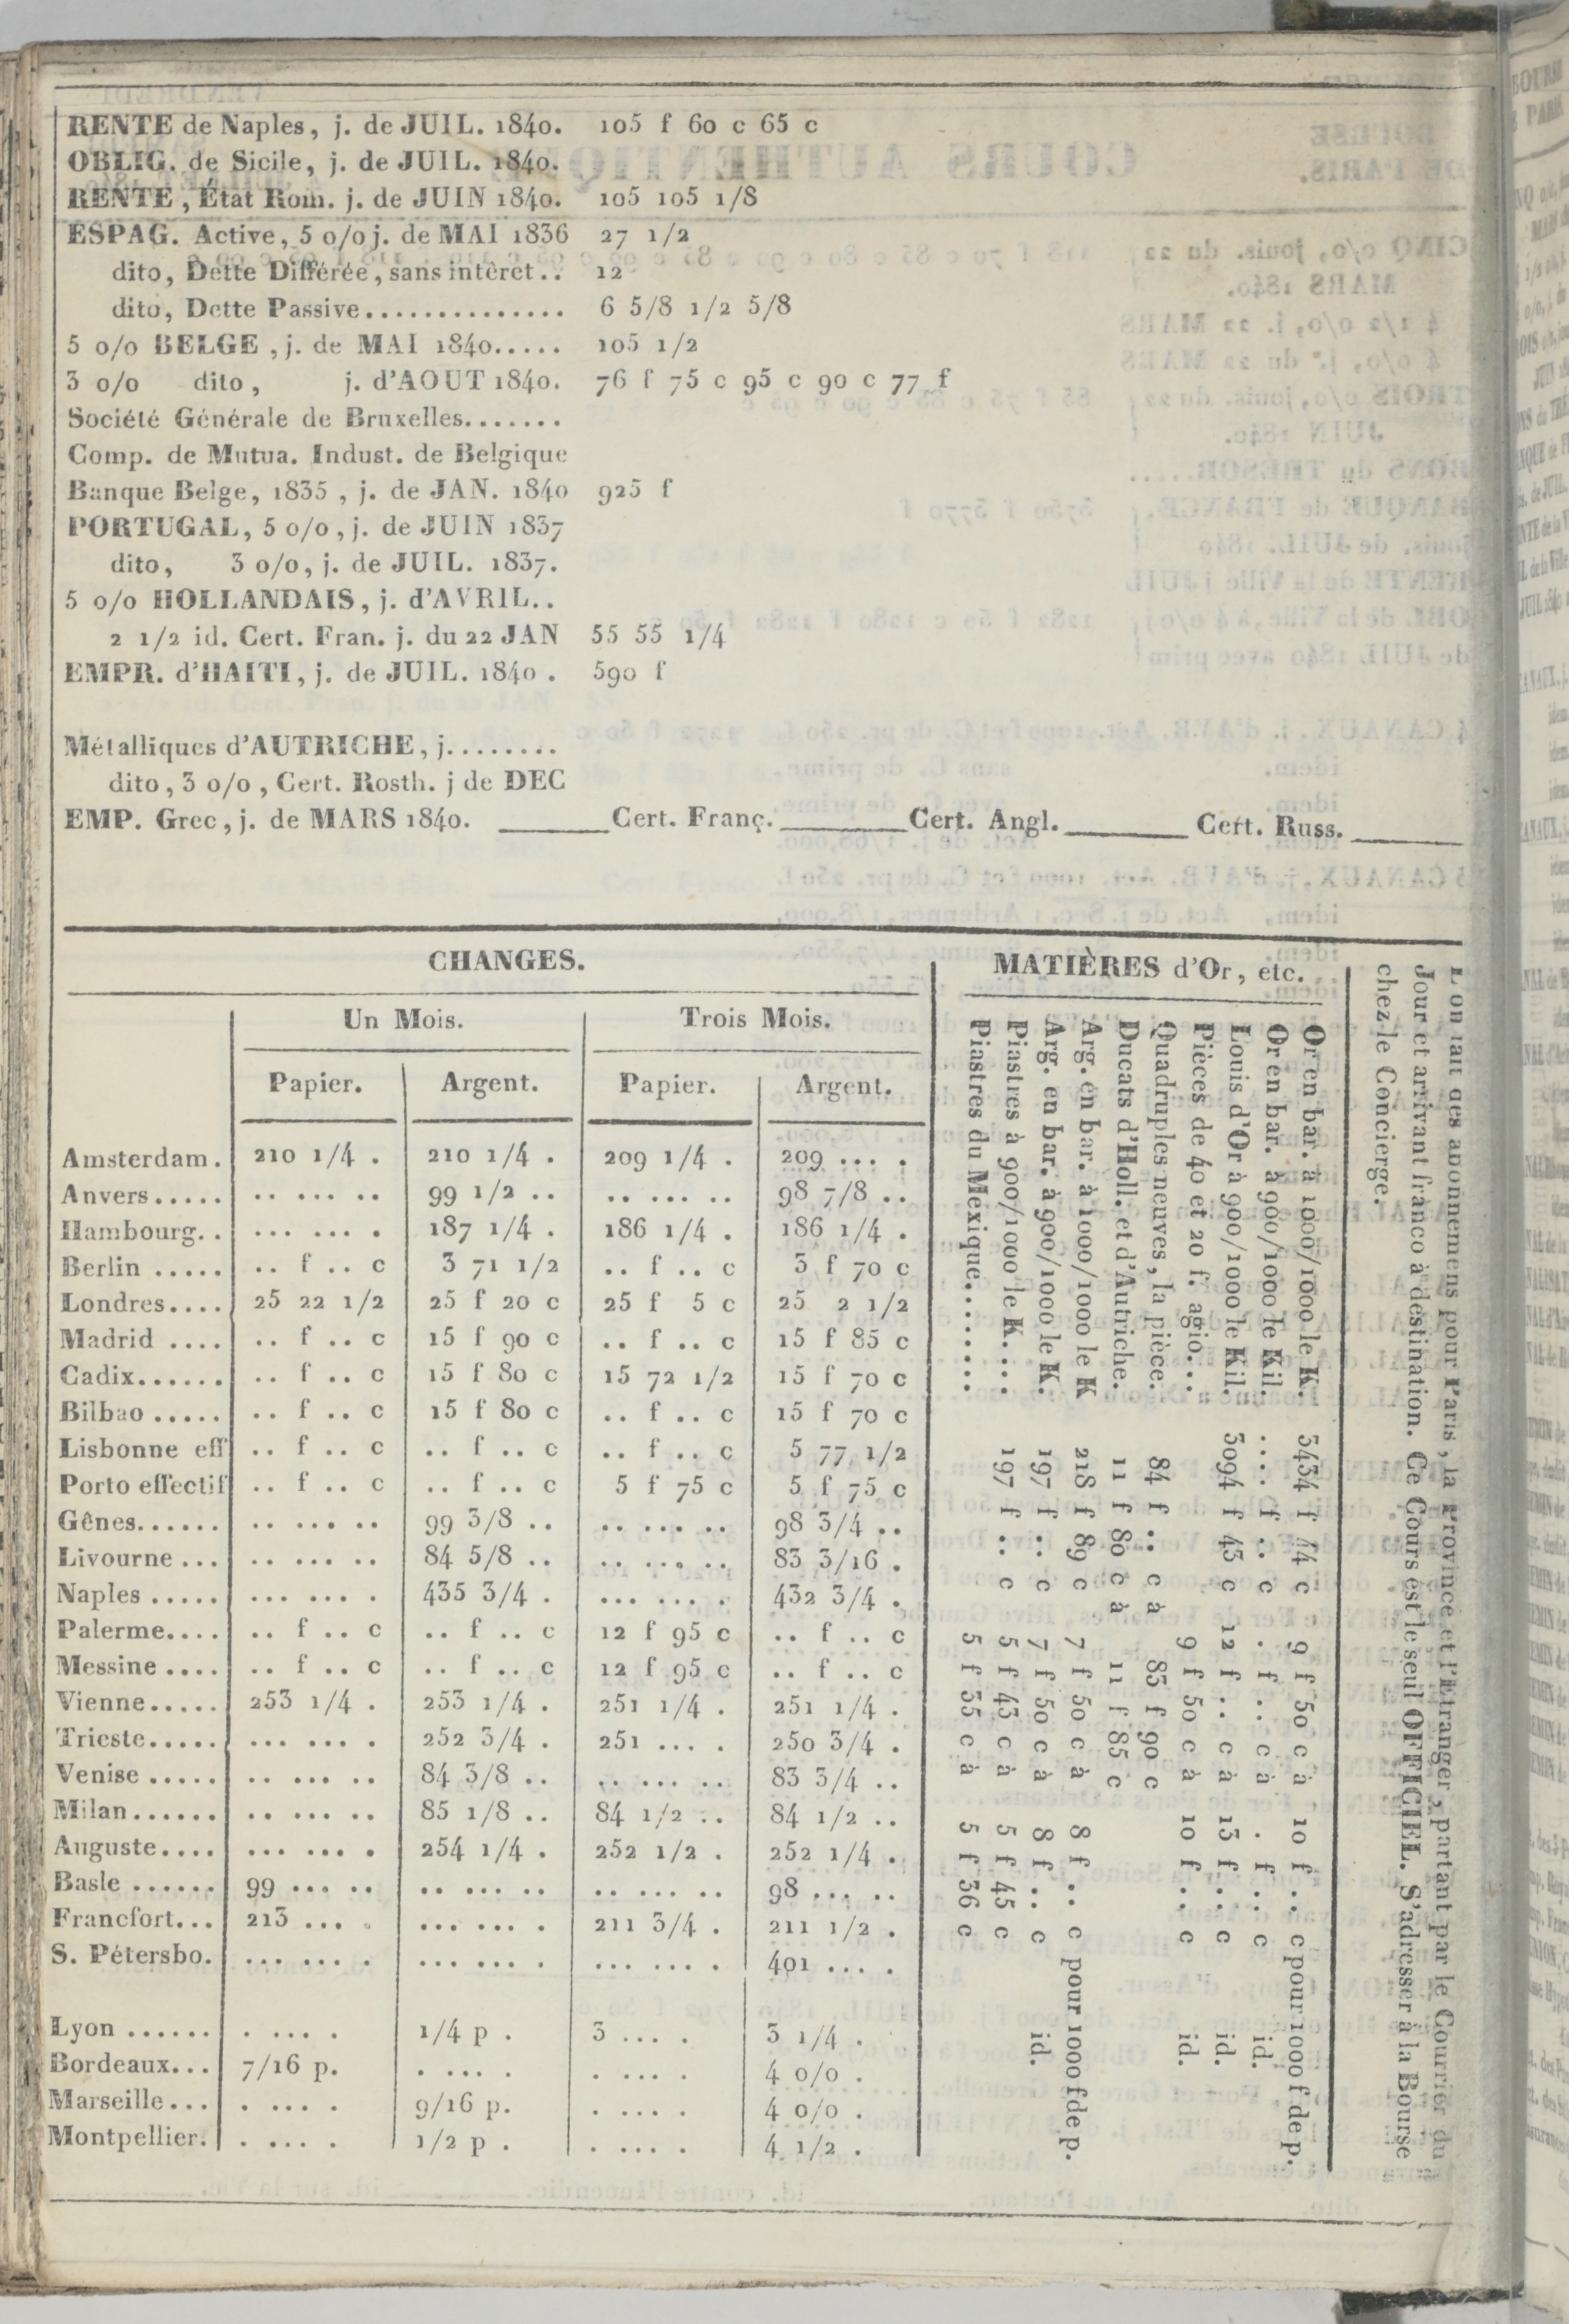 RENTE de Naples, j. de JUIL. 1840. 105 f 60 c 65 c
OBLIG. de Sicile, j. de JUIL. 1840.
RENTE, État Rom. j. de JUIN 1840. 105 105 1/8
ESPAG. Active, 5 o/o j. de MAI 1836 27 1/2
dito, Dette Différée, sans intérêt.. 12
dito, Dette Passive.............. 6 5/8 1/2 5/8
5 o/o BELGE, j. de MAI 1840..... 105 1/2
3 o/o dito, j. d'AOUT 1840. 76 f 75 c 95 c 90 c 77 f
Société Générale de Bruxelles.......
Comp. de Mutua. Indust. de Belgique
Banque Belge, 1835, j. de JAN. 1840 925 f
PORTUGAL, 5 o/o, j. de JUIN 1837
dito, 3 o/o, j. de JUIL. 1837.
5 o/o HOLLANDAIS, j. d'AVRIL..
2 1/2 id. Cert. Fran. j. du 22 JAN 55 55 1/4
EMPR. d'HAITI, j. de JUIL. 1840. 590 f
Métalliques d'AUTRICHE, j........
dito, 3 o/o, Cert. Rosth. j de DEC
EMP. Grec, j. de MARS 1840. ______Cert. Franç.______Cert. Angl.______Cert. Russ.______
CHANGES.
Un Mois. Trois Mois.
Papier. Argent. Papier. Argent.
Amsterdam. 210 1/4 . 210 1/4 . 209 1/4 . 209 ... .
Anvers..... .. ... .. 99 1/2 .. .. ... .. 98 7/8 ..
Hambourg.. ... ... . 187 1/4 . 186 1/4 . 186 1/4 .
Berlin ..... .. f .. c 3 71 1/2 .. f .. c 3 f 70 c
Londres.... 25 22 1/2 25 f 20 c 25 f 5 c 25 2 1/2
Madrid .... .. f .. c 15 f 90 c .. f .. c 15 f 85 c
Cadix...... .. f .. c 15 f 80 c 15 72 1/2 15 f 70 c
Bilbao ..... .. f .. c 15 f 80 c .. f .. c 15 f 70 c
Lisbonne eff .. f .. c .. f .. c .. f .. c 5 77 1/2
Porto effectif .. f .. c .. f .. c 5 f 75 c 5 f 75 c
Gênes...... .. ... .. 99 3/8 .. .. ... .. 98 3/4 ..
Livourne ... .. ... .. 84 5/8 .. .. ... .. 83 3/16 .
Naples ..... ... ... . 435 3/4 . ... ... . 432 3/4 .
Palerme.... .. f .. c .. f .. c 12 f 95 c .. f .. c
Messine .... .. f .. c .. f .. c 12 f 95 c .. f .. c
Vienne..... 253 1/4 . 253 1/4 . 251 1/4 . 251 1/4 .
Trieste..... ... ... . 252 3/4 . 251 ... . 250 3/4 .
Venise ..... .. ... .. 84 3/8 .. .. ... .. 83 3/4 ..
Milan...... .. ... .. 85 1/8 .. 84 1/2 .. 84 1/2 ..
Auguste.... ... ... . 254 1/4 . 252 1/2 . 252 1/4 .
Basle ...... 99 ... .. .. ... .. .. ... .. 98 ... ..
Francfort... 213 ... . ... ... . 211 3/4 . 211 1/2 .
S. Pétersbo. ... ... . ... ... . ... ... . 401 ... .
Lyon ...... . ... . 1/4 p . 3 ... . 3 1/4 .
Bordeaux... 7/16 p. . ... . . ... . 4 o/o .
Marseille... . ... . 9/16 p. . ... . 4 o/o .
Montpellier. . ... . 1/2 p . . ... . 4 1/2 .
MATIÈRES d'Or, etc.
Or en bar. à 1000/1000 le K. 3434 f 44 c 9 f 50 c à 10 f .. c pour 1000 f de p.
Or en bar. à 900/1000 le Kil. .... f .. c . f .. c à . f .. c id.
Louis d'Or à 900/1000 le Kil. 3094 f 43 c 12 f .. c à 13 f .. c id.
Pièces de 40 et 20 f. agio.... 9 f 50 c à 10 f .. c id.
Quadruples neuves, la pièce. 84 f .. c à 83 f 90 c
Ducats d'Holl. et d'Autriche. 11 f 80 c à 11 f 85 c
Arg. en bar. à 1000/1000 le K 218 f 89 c 7 f 50 c à 8 f .. c pour 1000 f de p.
Arg. en bar. à 900/1000 le K. 197 f .. c 7 f 50 c à 8 f .. c id.
Piastres à 900/1000 le K.... 197 f .. c 5 f 43 c à 5 f 45 c
Piastres du Mexique........ 5 f 35 c à 5 f 36 c
L'on fait des abonnemens pour Paris, la Province et l'Etranger, partant par le Courrier du
Jour et arrivant franco à destination. Ce Cours est le seul OFFICIEL. S'adresser à la Bourse
chez le Concierge.